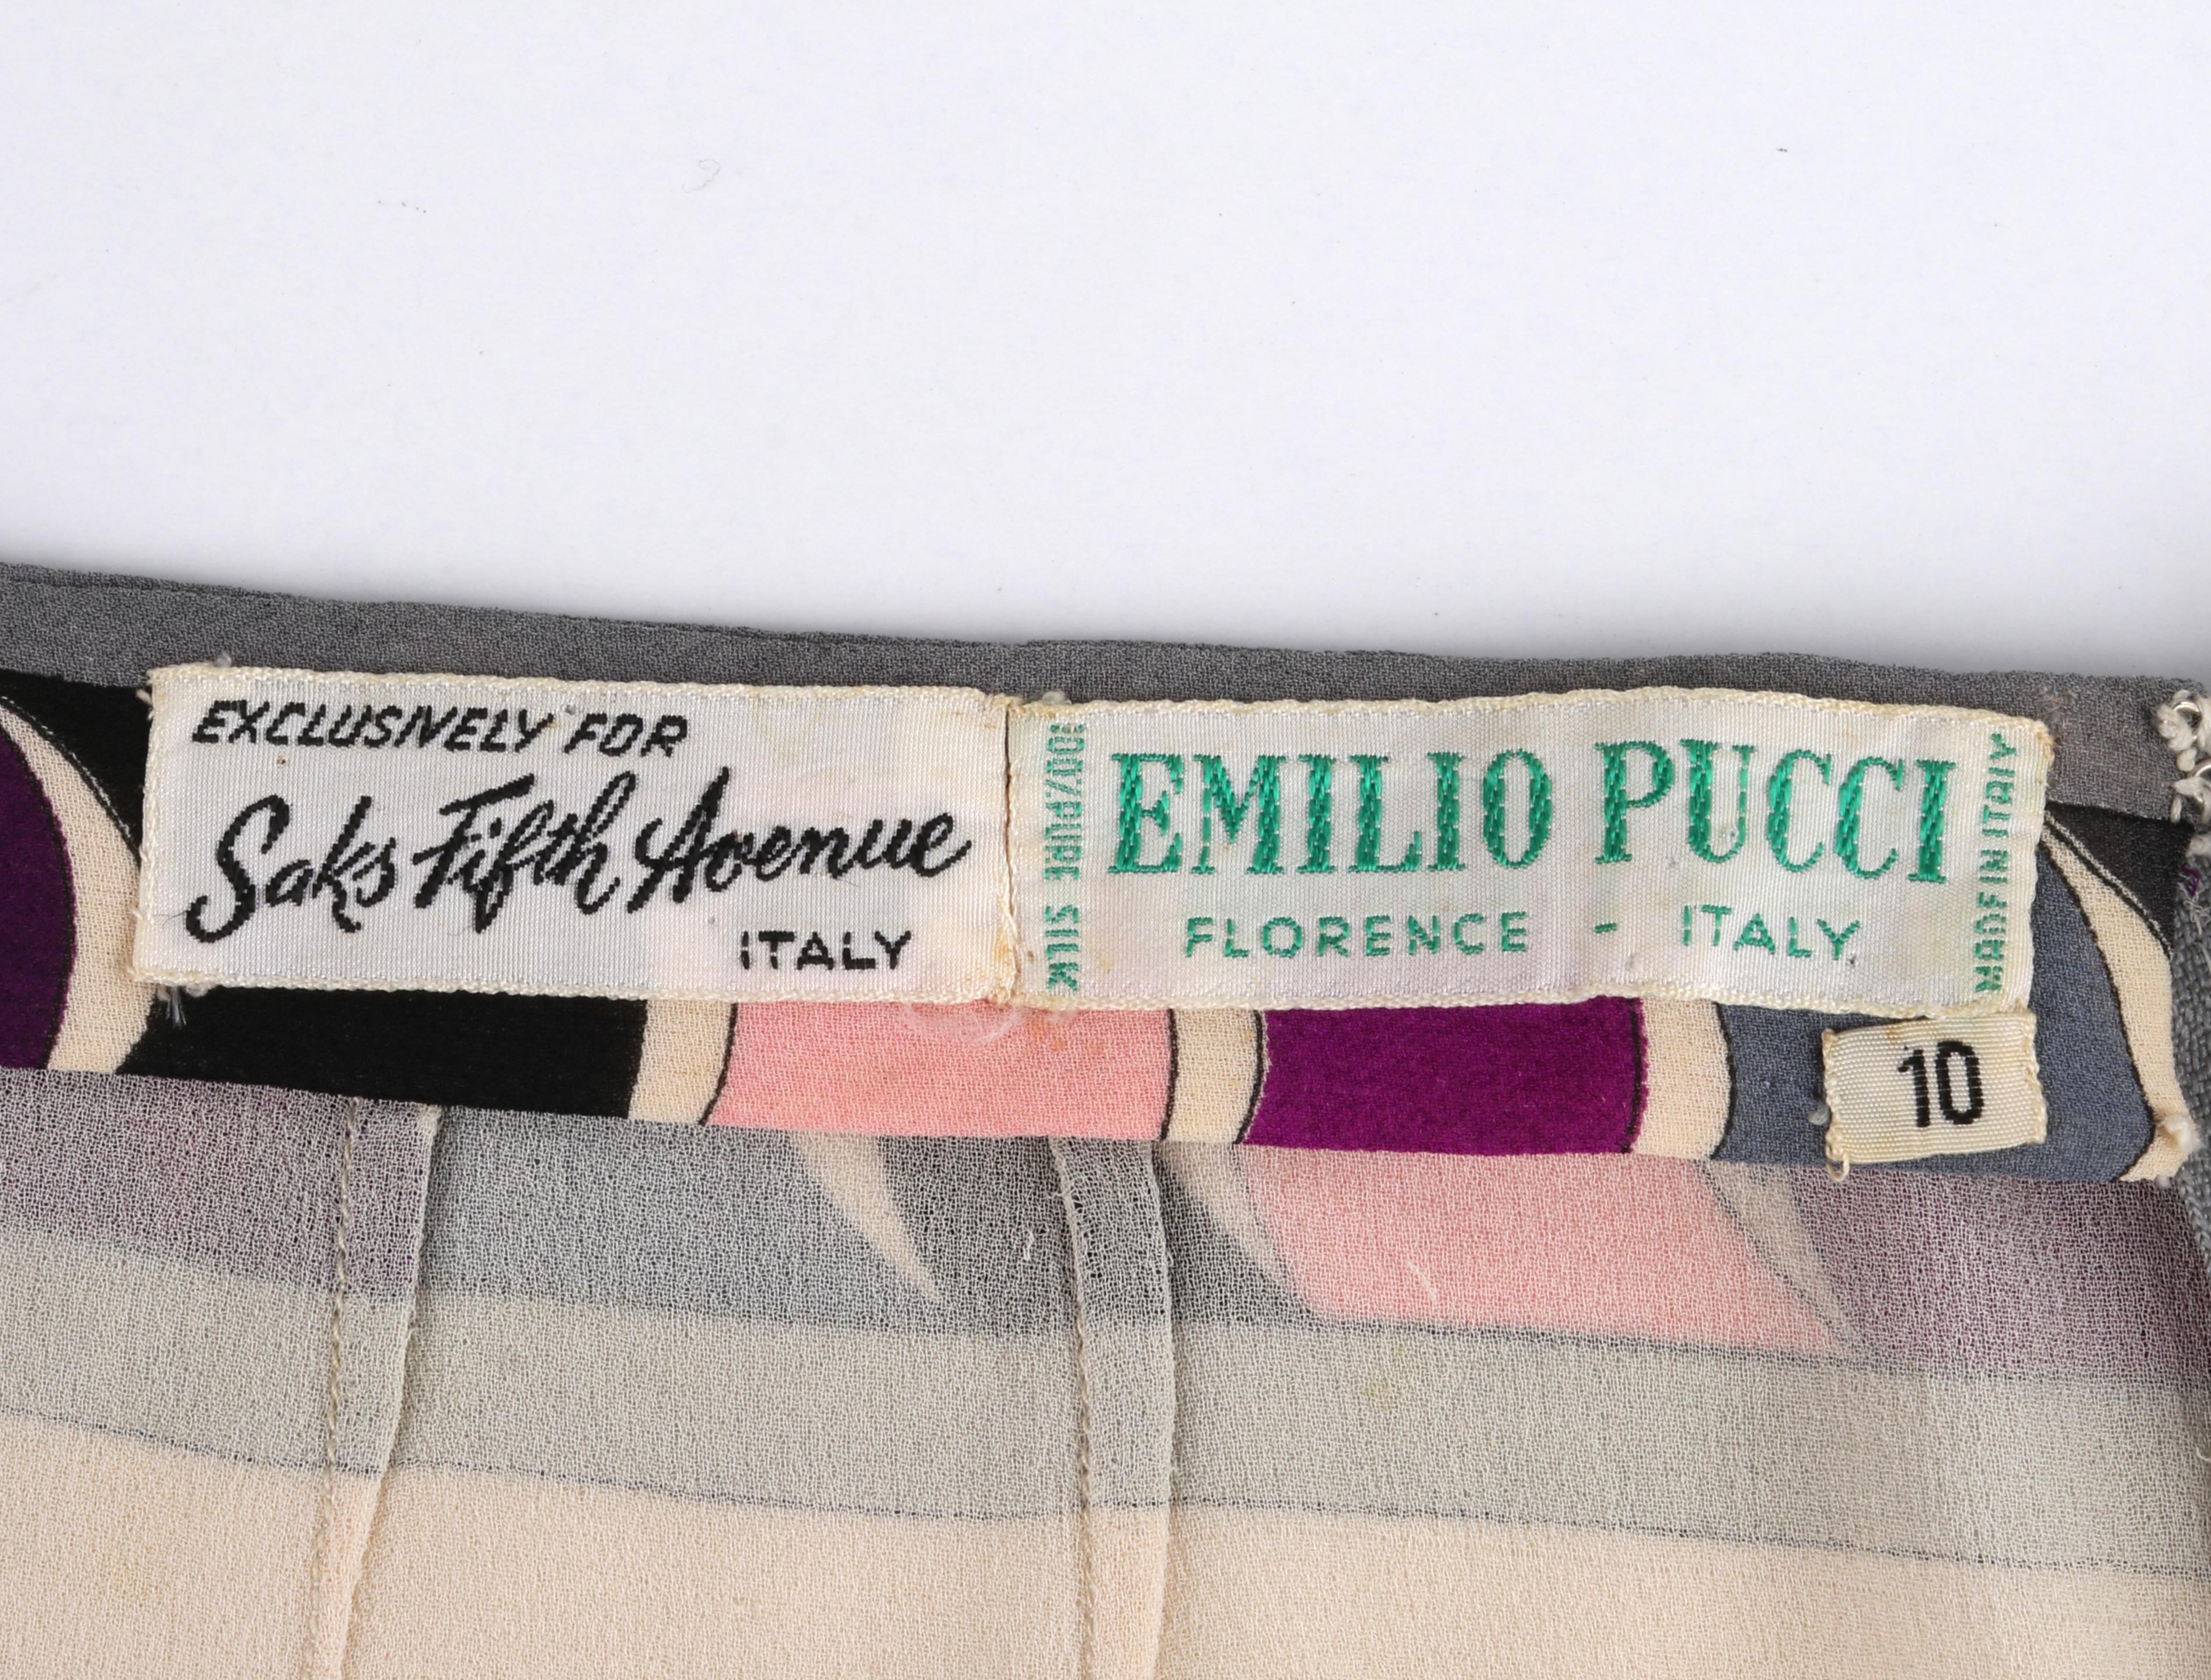 EXCLUSIVELY FOR
Saks Fifth Avenue
ITALY
100% PURE SILK
EMILIO PUCCI
FLORENCE - ITALY
MADE IN ITALY
10